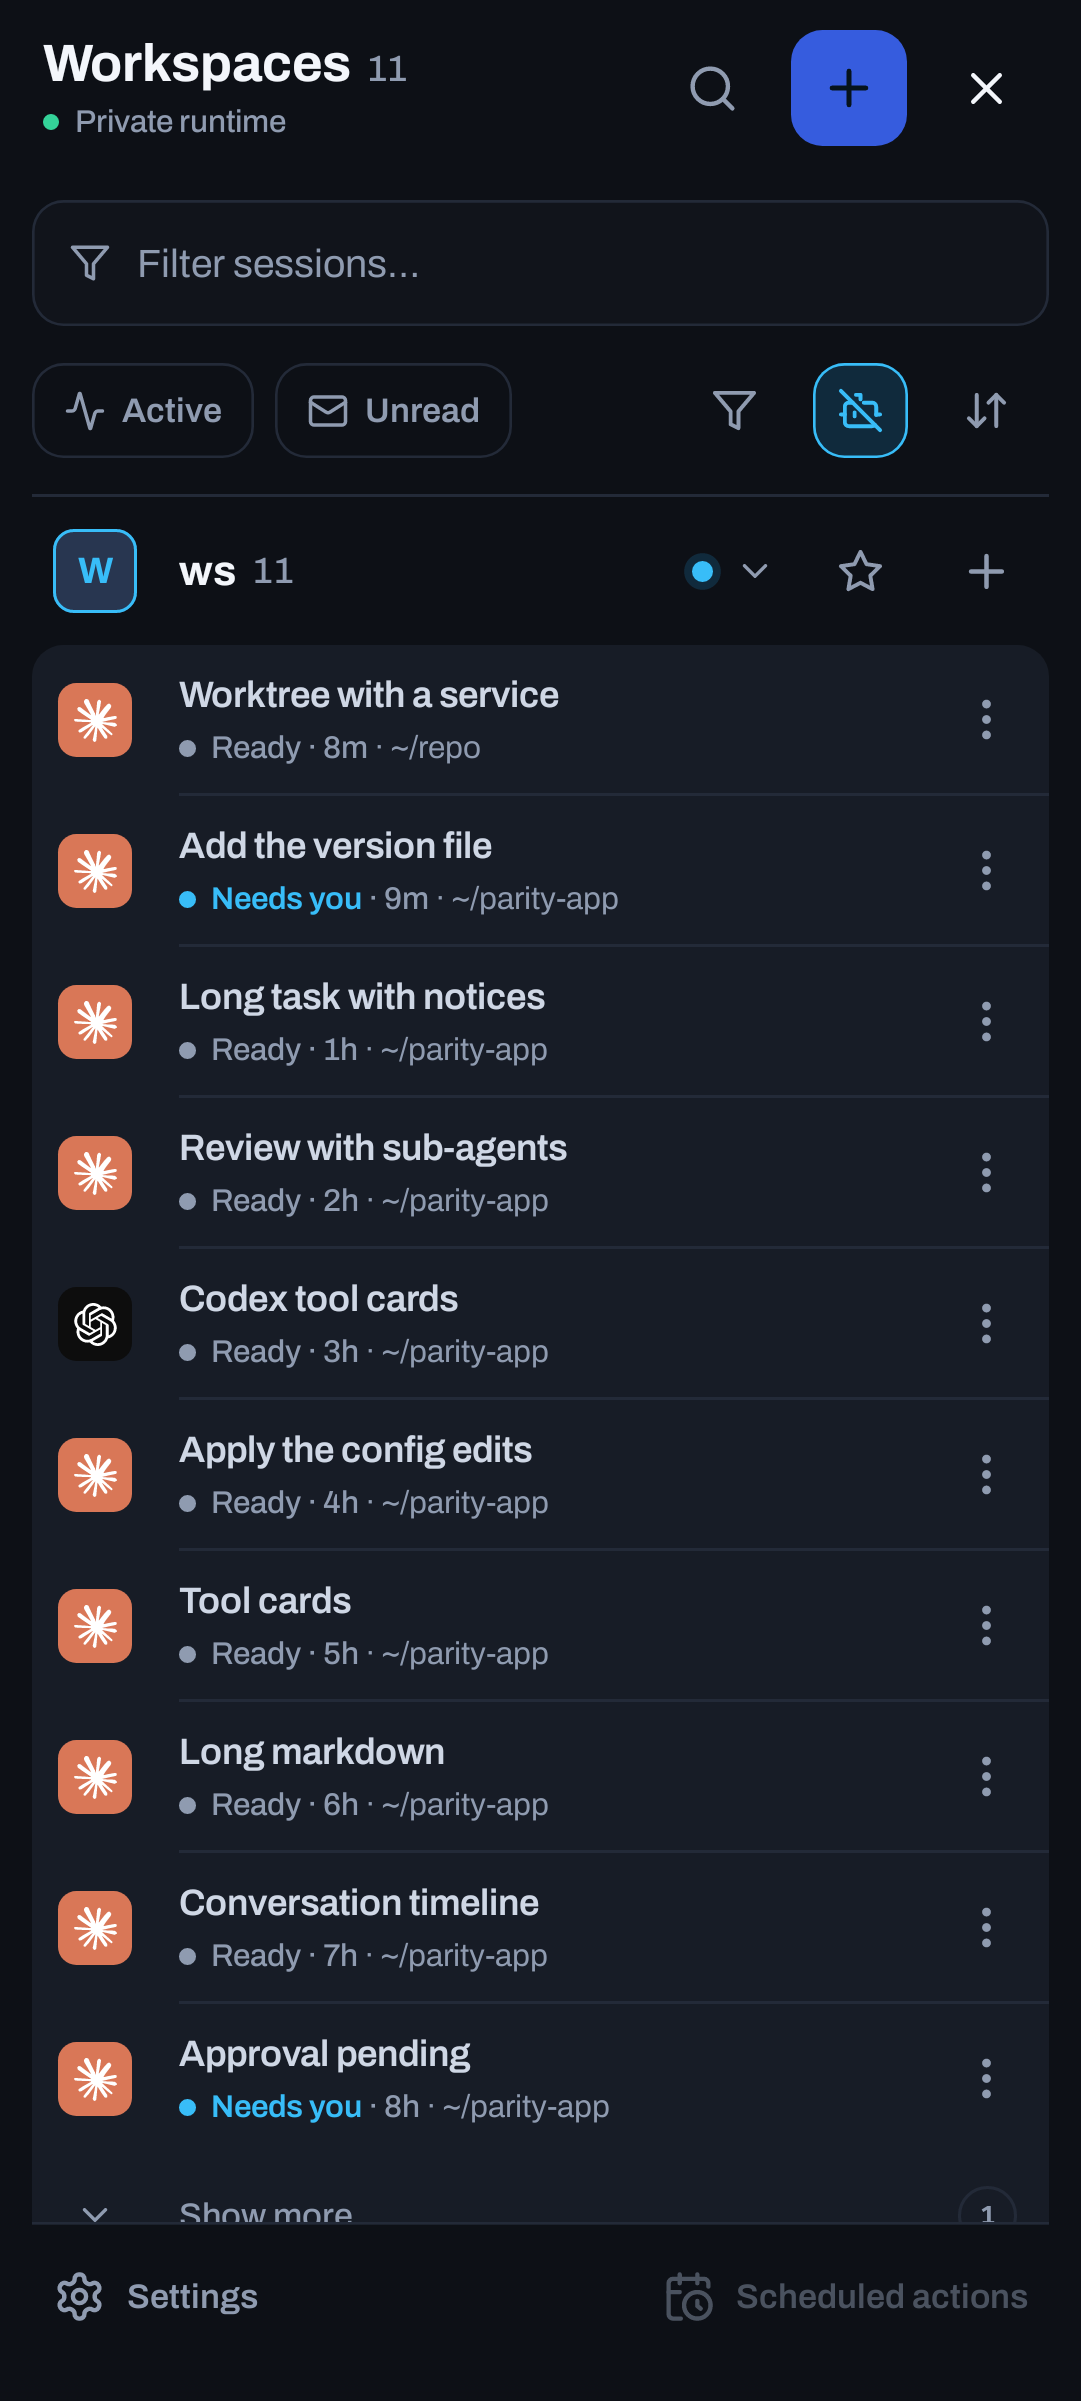 Workspaces 11
Private runtime
Filter sessions...
Active
Unread
W
ws 11
Worktree with a service
Ready · 8m · ~/repo
Add the version file
Needs you · 9m · ~/parity-app
Long task with notices
Ready · 1h · ~/parity-app
Review with sub-agents
Ready · 2h · ~/parity-app
Codex tool cards
Ready · 3h · ~/parity-app
Apply the config edits
Ready · 4h · ~/parity-app
Tool cards
Ready · 5h · ~/parity-app
Long markdown
Ready · 6h · ~/parity-app
Conversation timeline
Ready · 7h · ~/parity-app
Approval pending
Needs you · 8h · ~/parity-app
Show more 1
Settings
Scheduled actions